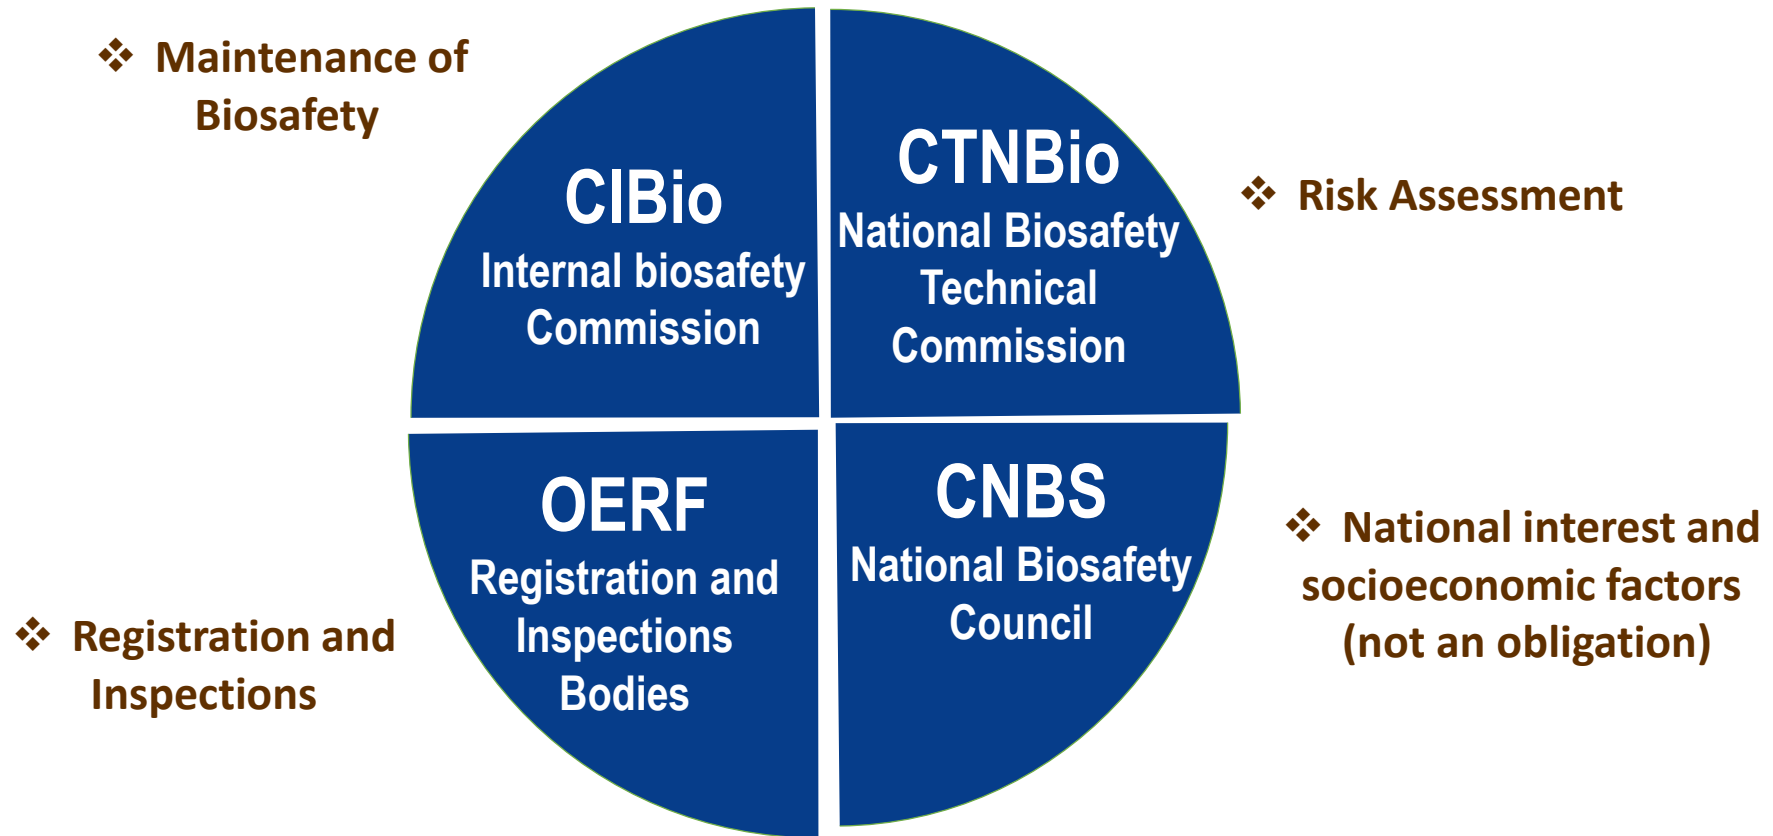 ❖ Maintenance of
Biosafety
CIBio
Internal biosafety
Commission
CTNBio
National Biosafety
Technical
Commission
❖ Risk Assessment
OERF
Registration and
Inspections
Bodies
❖ Registration and
Inspections
CNBS
National Biosafety
Council
❖ National interest and
socioeconomic factors
(not an obligation)